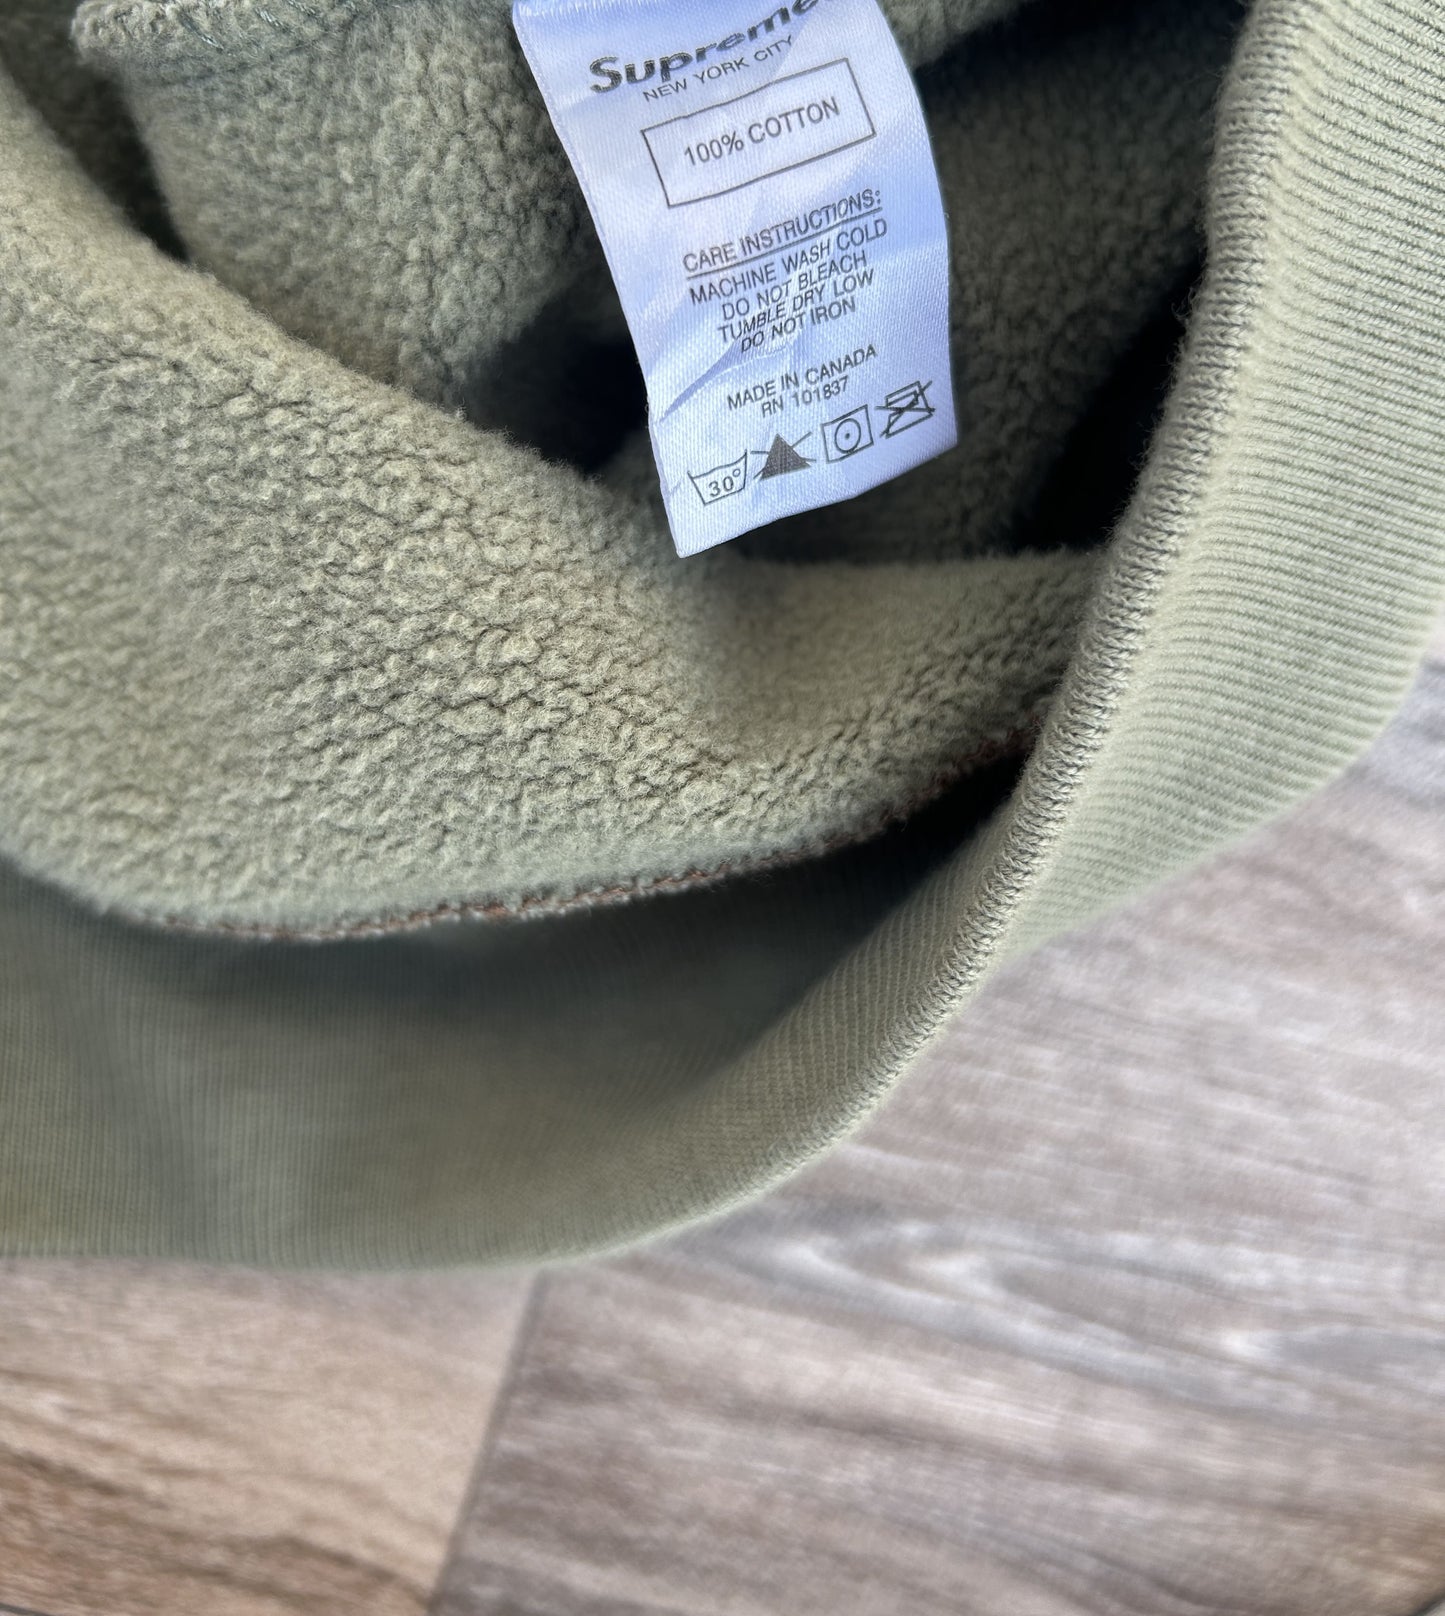 Supreme
NEW YORK CITY
100% COTTON
CARE INSTRUCTIONS:
MACHINE WASH COLD
DO NOT BLEACH
TUMBLE DRY LOW
DO NOT IRON
MADE IN CANADA
RN 101837
30°